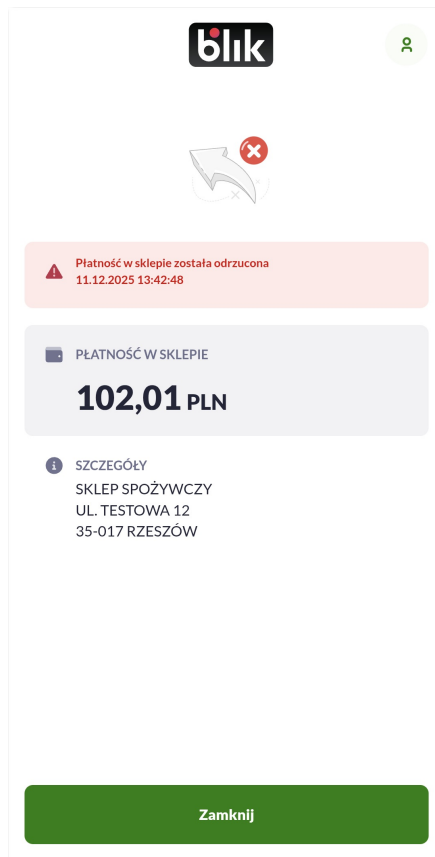 blik
Płatność w sklepie została odrzucona
11.12.2025 13:42:48
PŁATNOŚĆ W SKLEPIE
102,01 PLN
SZCZEGÓŁY
SKLEP SPOŻYWCZY
UL. TESTOWA 12
35-017 RZESZÓW
Zamknij